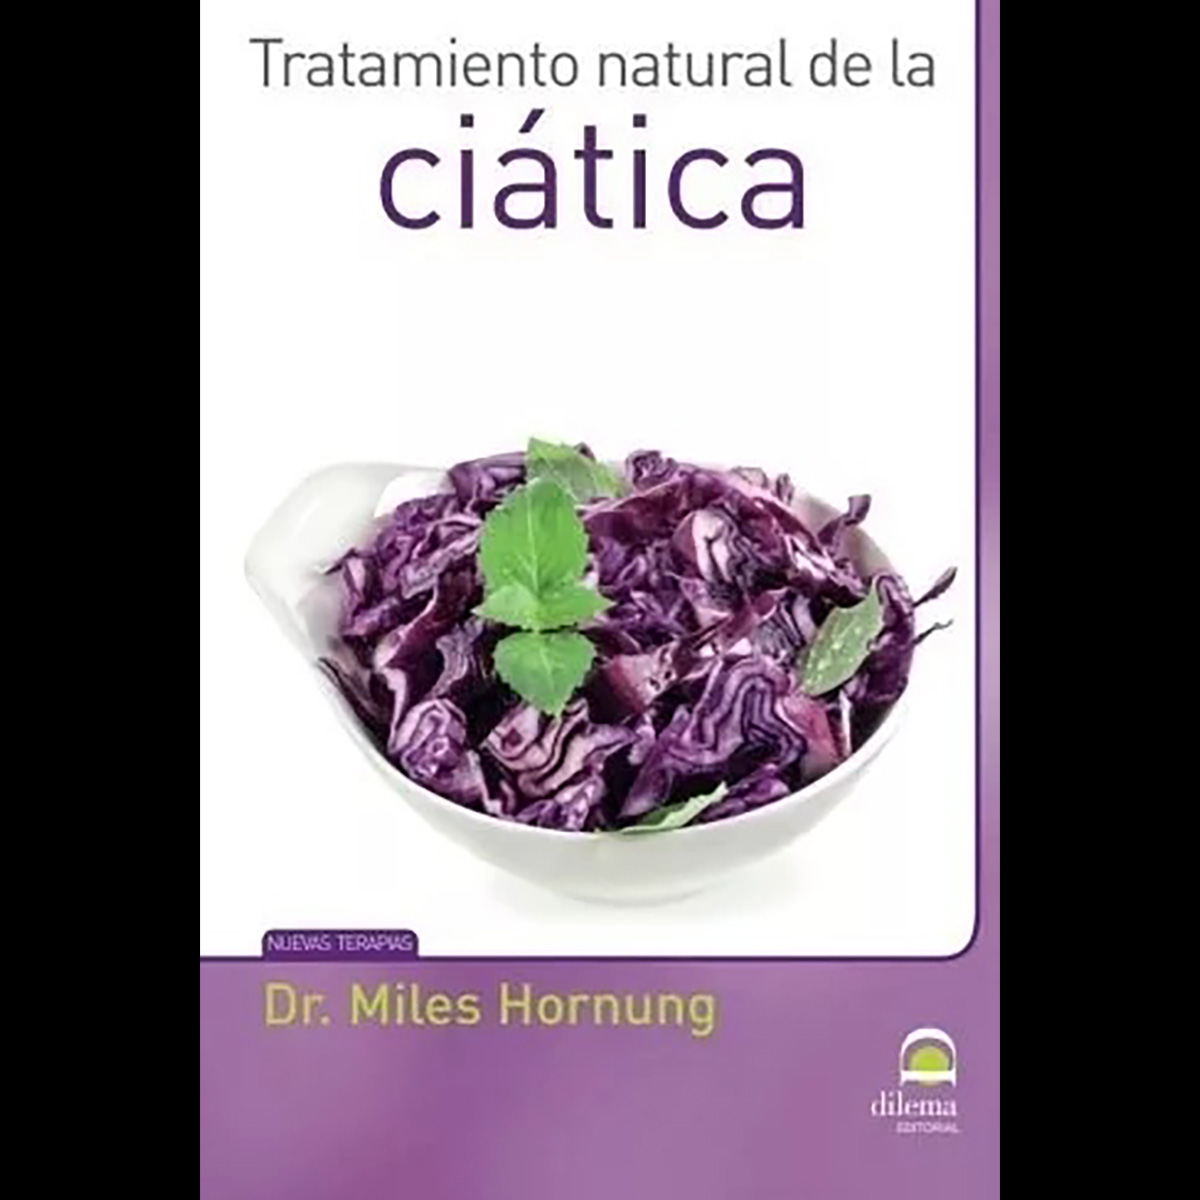 Tratamiento natural de la
ciática
NUEVAS TERAPIAS
Dr. Miles Hornung
dilema
EDITORIAL